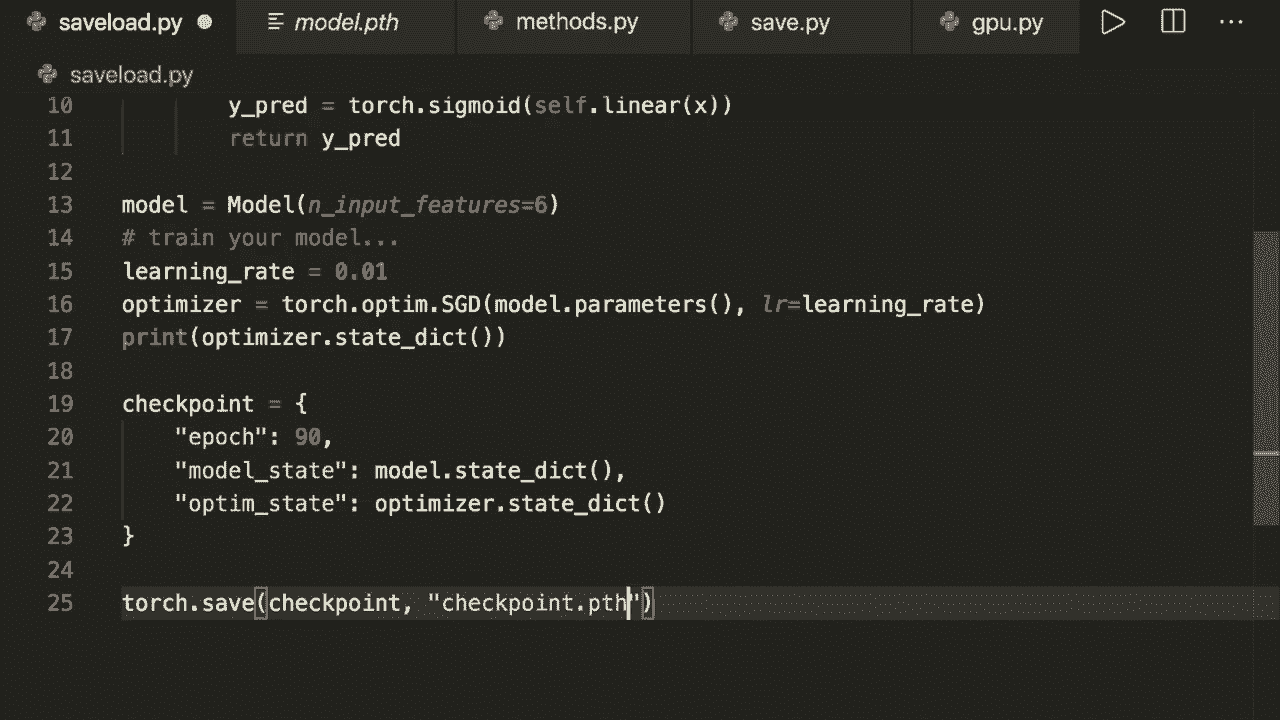 saveload.py model.pth methods.py save.py gpu.py
saveload.py
10 y_pred = torch.sigmoid(self.linear(x))
11 return y_pred
12
13 model = Model(n_input_features=6)
14 # train your model...
15 learning_rate = 0.01
16 optimizer = torch.optim.SGD(model.parameters(), lr=learning_rate)
17 print(optimizer.state_dict())
18
19 checkpoint = {
20 "epoch": 90,
21 "model_state": model.state_dict(),
22 "optim_state": optimizer.state_dict()
23 }
24
25 torch.save(checkpoint, "checkpoint.pth")